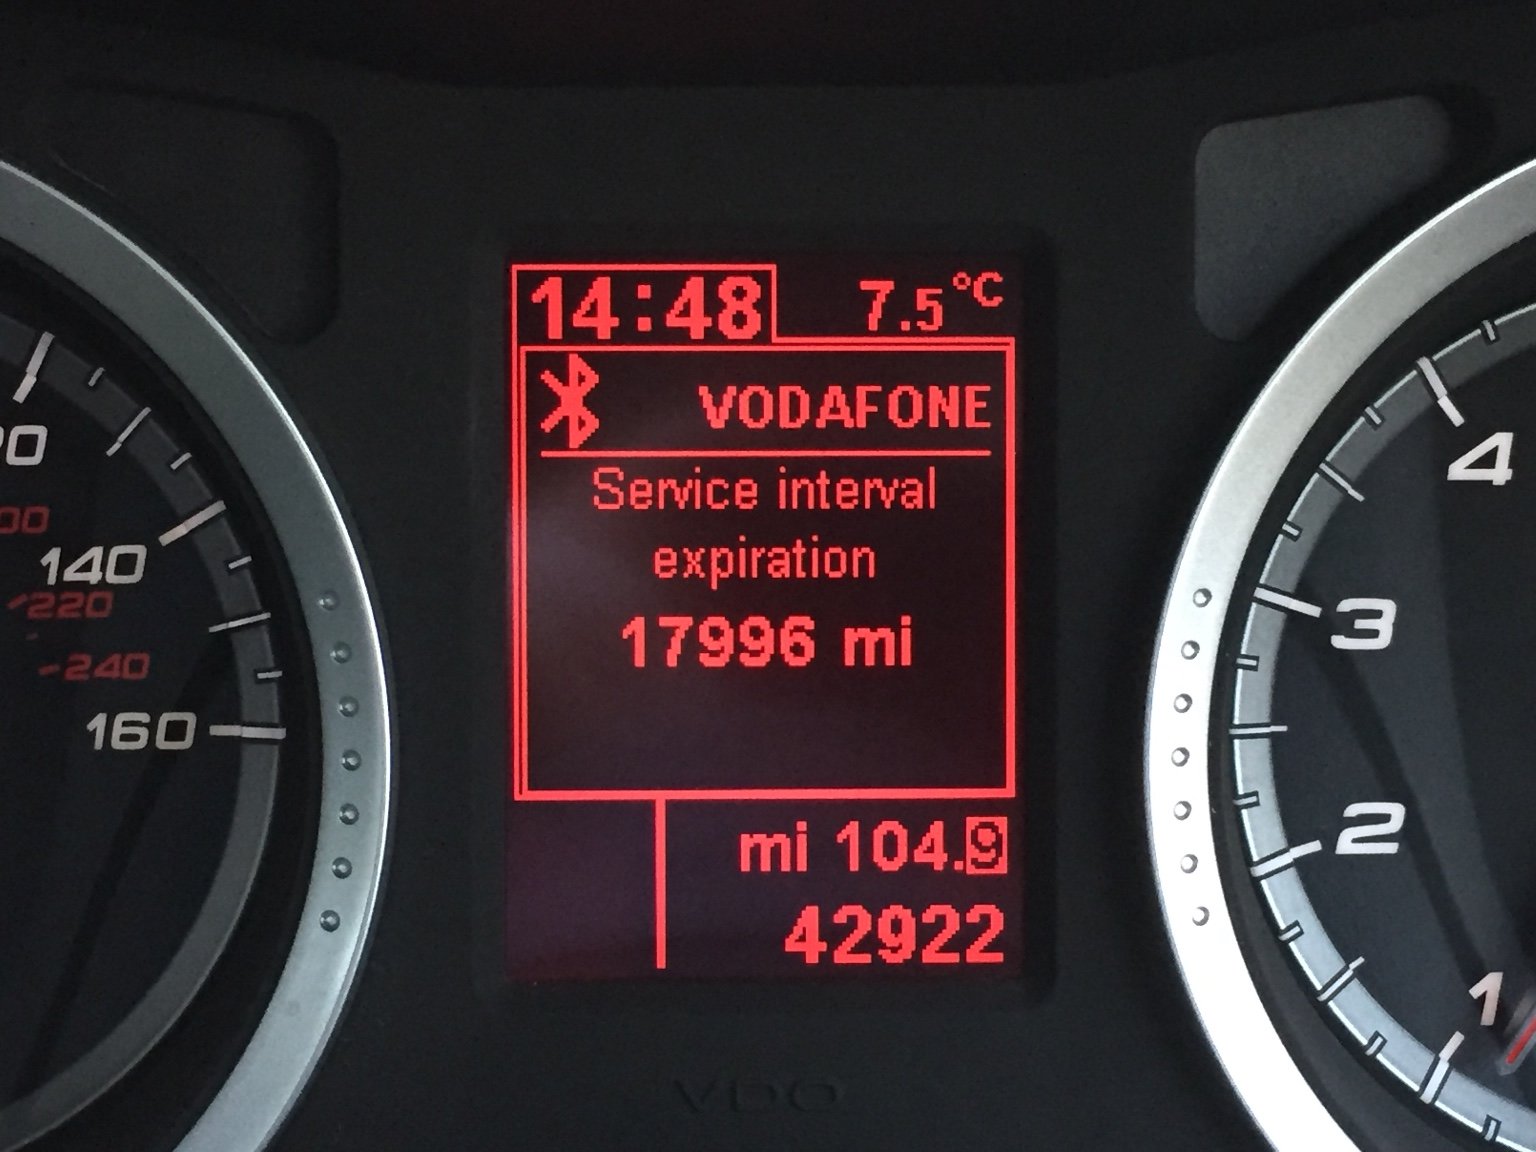 14:48 7.5°C
VODAFONE
Service interval
expiration
17996 mi
mi 104.9
42922
VDO
140
220
240
160
4
3
2
1